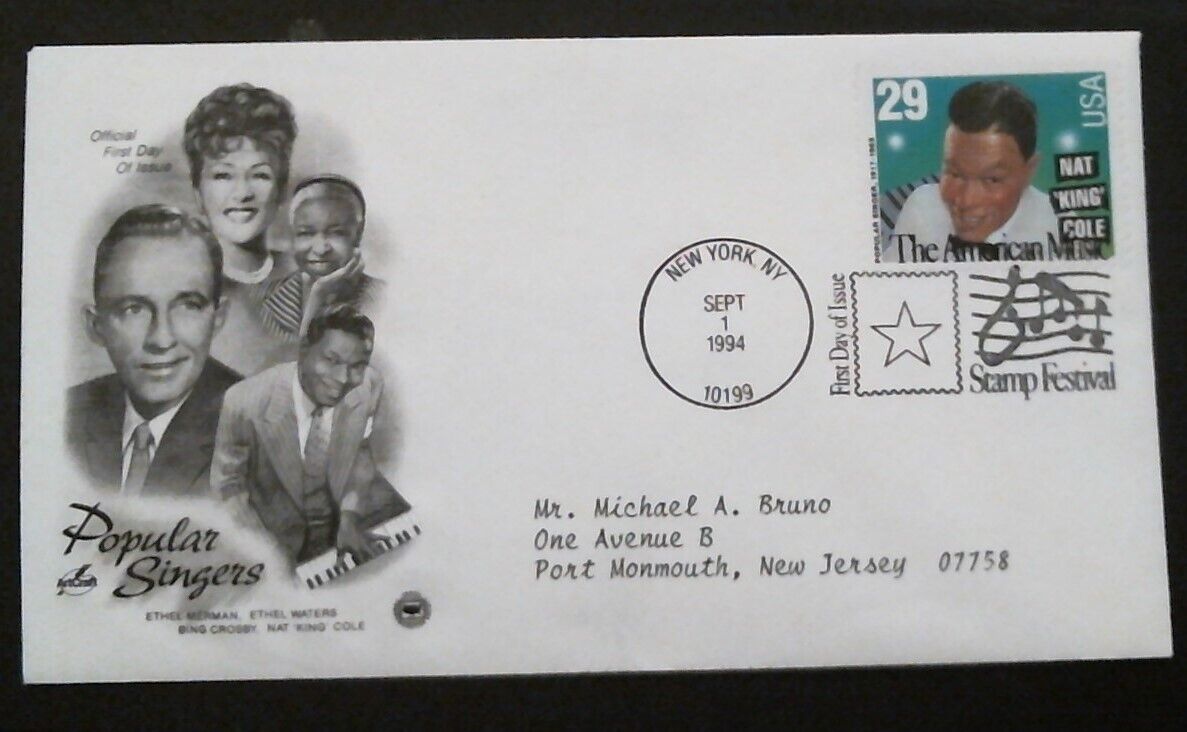 Official
First Day
Of Issue
29
USA
POPULAR SINGER, 1917-1965
NAT
'KING'
COLE
The American Music
NEW YORK, NY
SEPT
1
1994
10199
First Day of Issue
Stamp Festival
Mr. Michael A. Bruno
One Avenue B
Port Monmouth, New Jersey 07758
Popular
Singers
ArtCraft
ETHEL MERMAN, ETHEL WATERS
BING CROSBY, NAT 'KING' COLE